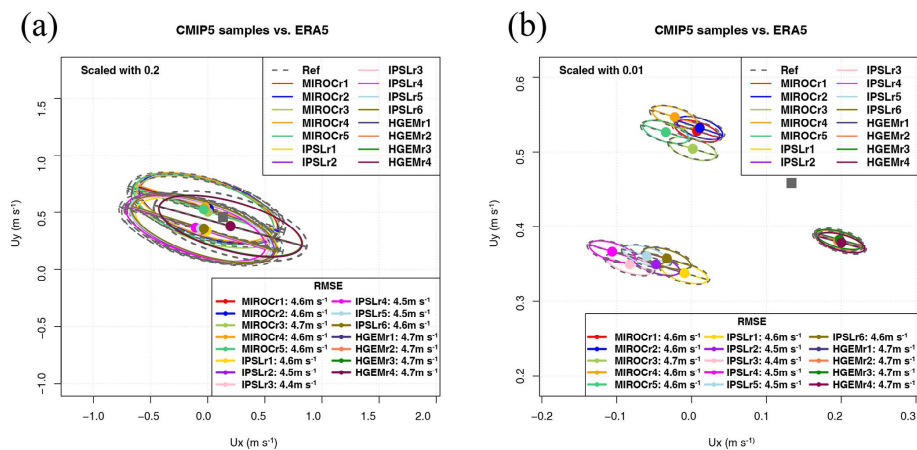 (a)
CMIP5 samples vs. ERA5
Scaled with 0.2
Ref
MIROCr1
MIROCr2
MIROCr3
MIROCr4
MIROCr5
IPSLr1
IPSLr2
IPSLr3
IPSLr4
IPSLr5
IPSLr6
HGEMr1
HGEMr2
HGEMr3
HGEMr4
Uy (m s⁻¹)
1.5
1.0
0.5
0.0
−0.5
−1.0
RMSE
MIROCr1: 4.6m s⁻¹
MIROCr2: 4.6m s⁻¹
MIROCr3: 4.7m s⁻¹
MIROCr4: 4.6m s⁻¹
MIROCr5: 4.6m s⁻¹
IPSLr1: 4.6m s⁻¹
IPSLr2: 4.5m s⁻¹
IPSLr3: 4.4m s⁻¹
IPSLr4: 4.5m s⁻¹
IPSLr5: 4.5m s⁻¹
IPSLr6: 4.6m s⁻¹
HGEMr1: 4.7m s⁻¹
HGEMr2: 4.7m s⁻¹
HGEMr3: 4.7m s⁻¹
HGEMr4: 4.7m s⁻¹
−1.0 −0.5 0.0 0.5 1.0 1.5 2.0
Ux (m s⁻¹)
(b)
CMIP5 samples vs. ERA5
Scaled with 0.01
Ref
MIROCr1
MIROCr2
MIROCr3
MIROCr4
MIROCr5
IPSLr1
IPSLr2
IPSLr3
IPSLr4
IPSLr5
IPSLr6
HGEMr1
HGEMr2
HGEMr3
HGEMr4
Uy (m s⁻¹)
0.6
0.5
0.4
0.3
0.2
RMSE
MIROCr1: 4.6m s⁻¹
MIROCr2: 4.6m s⁻¹
MIROCr3: 4.7m s⁻¹
MIROCr4: 4.6m s⁻¹
MIROCr5: 4.6m s⁻¹
IPSLr1: 4.6m s⁻¹
IPSLr2: 4.5m s⁻¹
IPSLr3: 4.4m s⁻¹
IPSLr4: 4.5m s⁻¹
IPSLr5: 4.5m s⁻¹
IPSLr6: 4.6m s⁻¹
HGEMr1: 4.7m s⁻¹
HGEMr2: 4.7m s⁻¹
HGEMr3: 4.7m s⁻¹
HGEMr4: 4.7m s⁻¹
−0.2 −0.1 0.0 0.1 0.2 0.3
Ux (m s⁻¹)